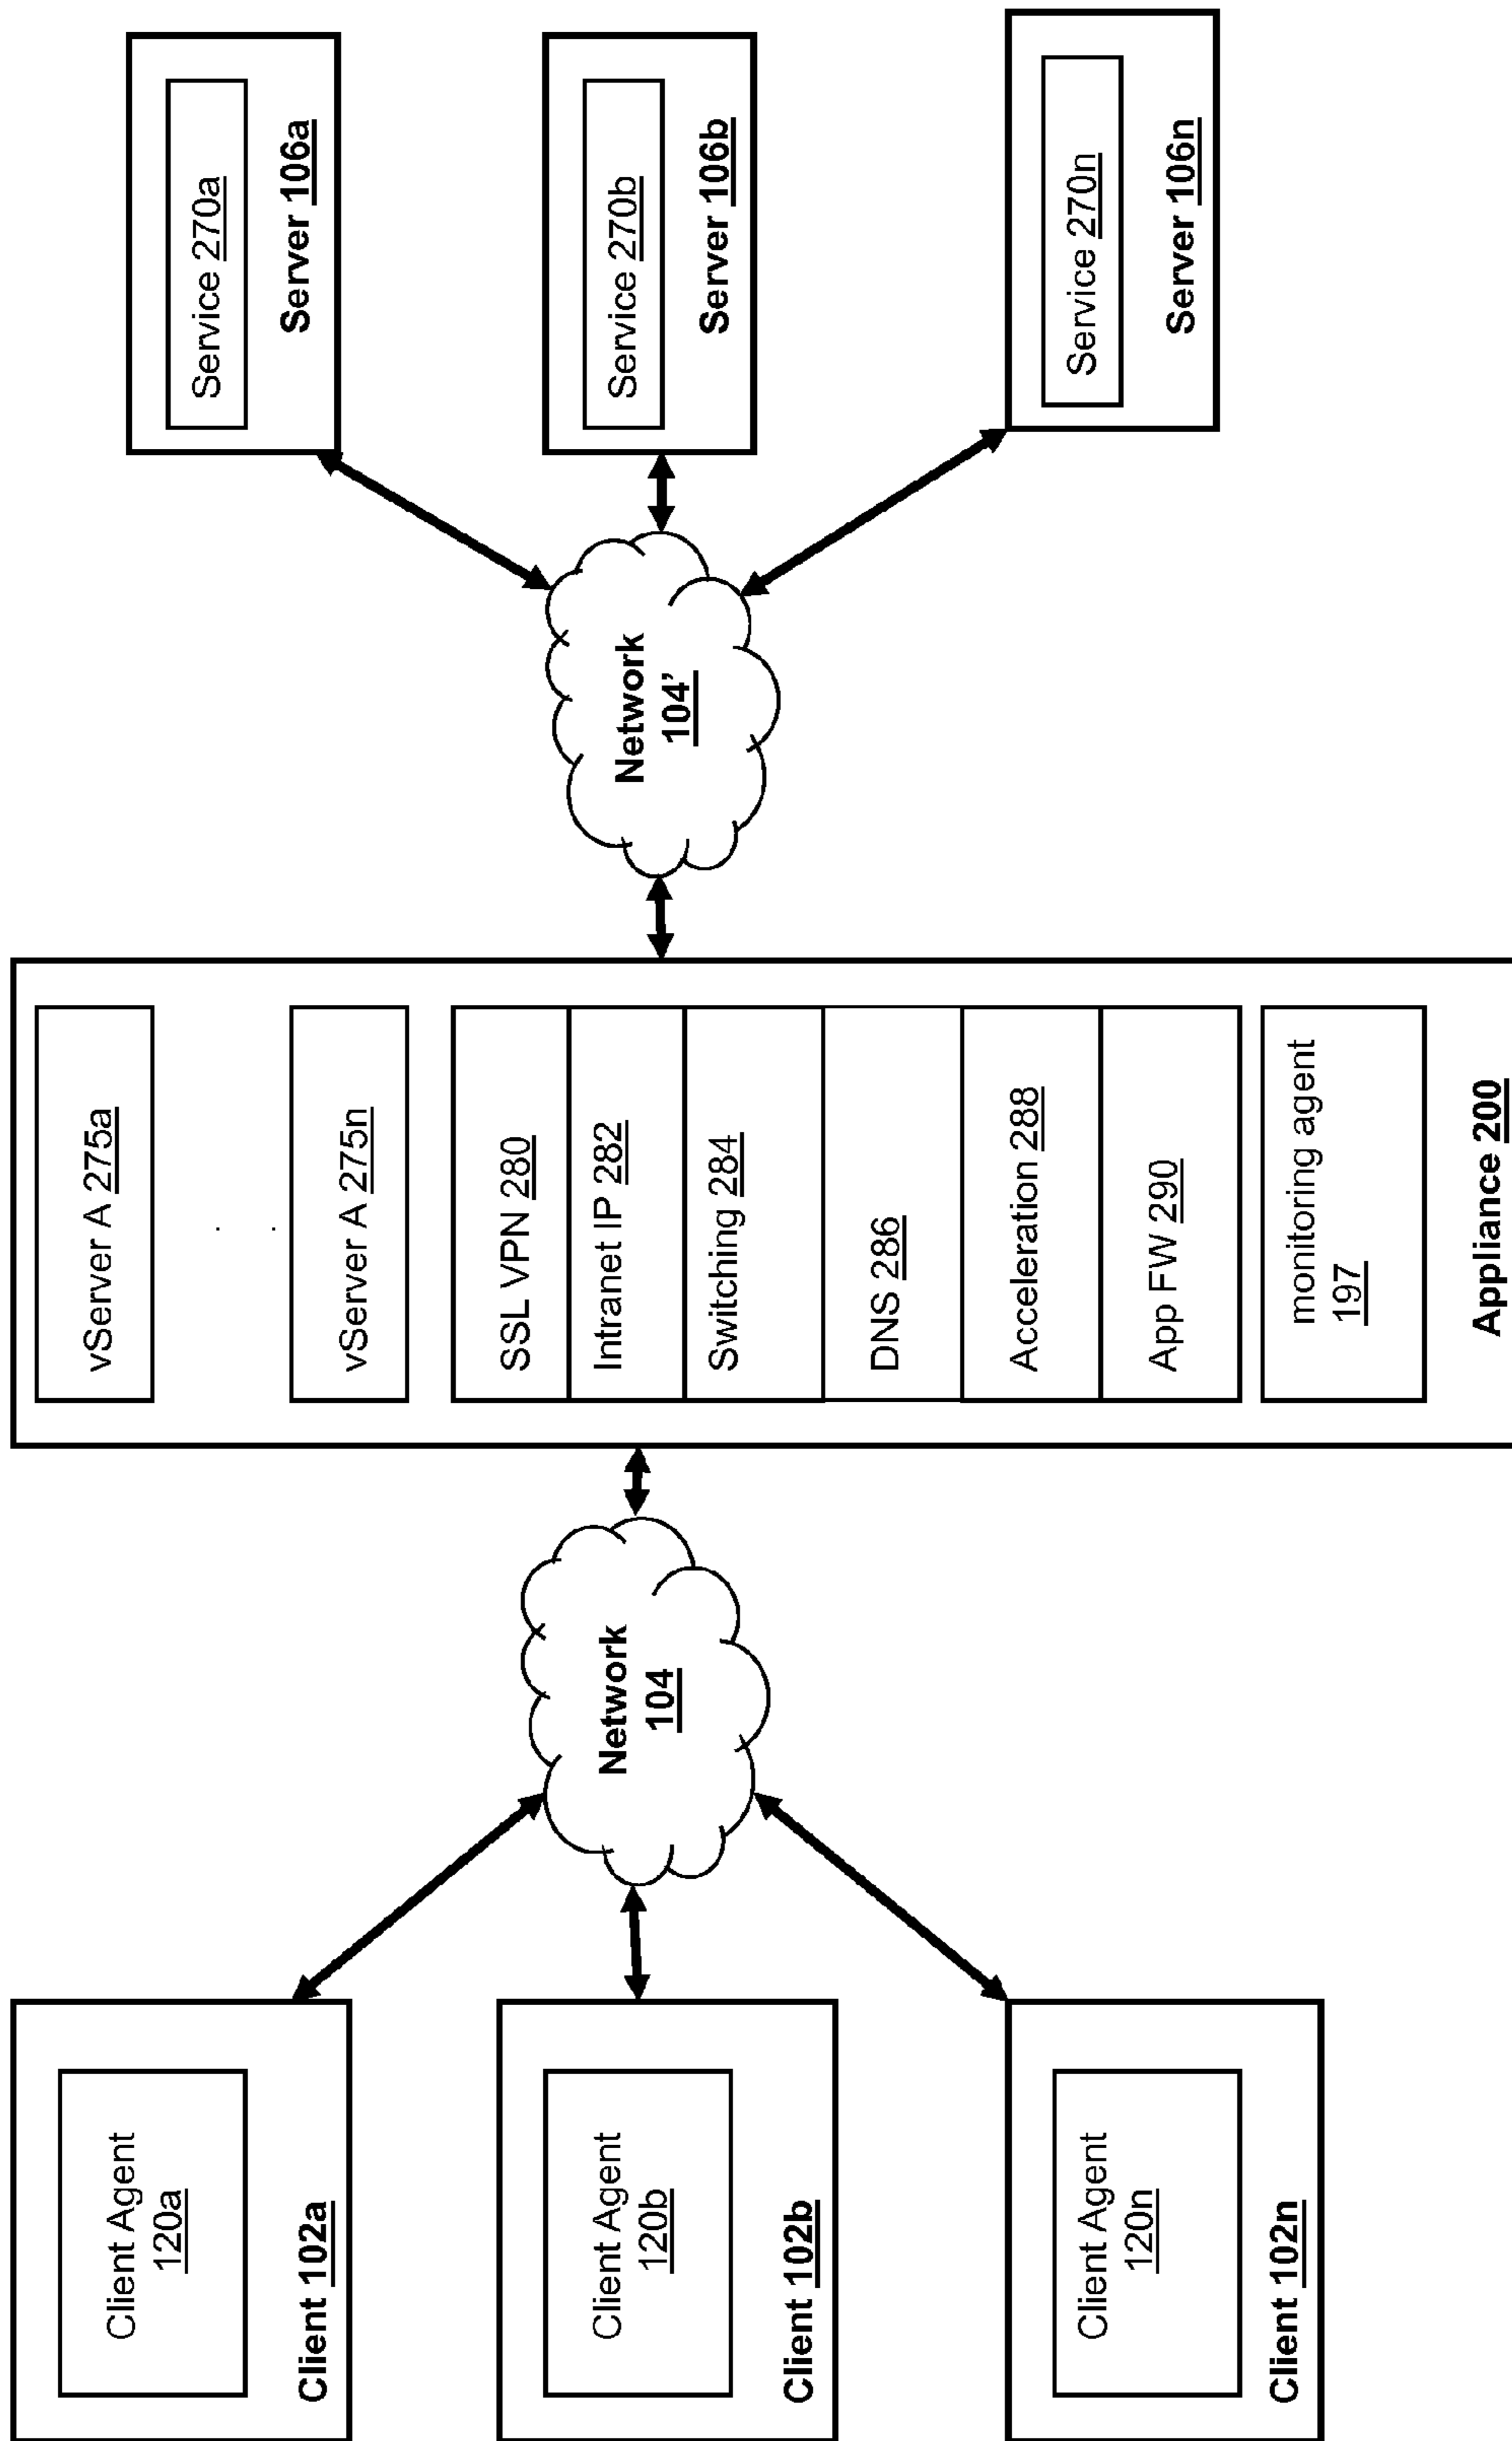 Client Agent
120a
Client 102a
Client Agent
120b
Client 102b
Client Agent
120n
Client 102n
Network
104
vServer A 275a
vServer A 275n
SSL VPN 280
Intranet IP 282
Switching 284
DNS 286
Acceleration 288
App FW 290
monitoring agent
197
Appliance 200
Network
104’
Service 270a
Server 106a
Service 270b
Server 106b
Service 270n
Server 106n